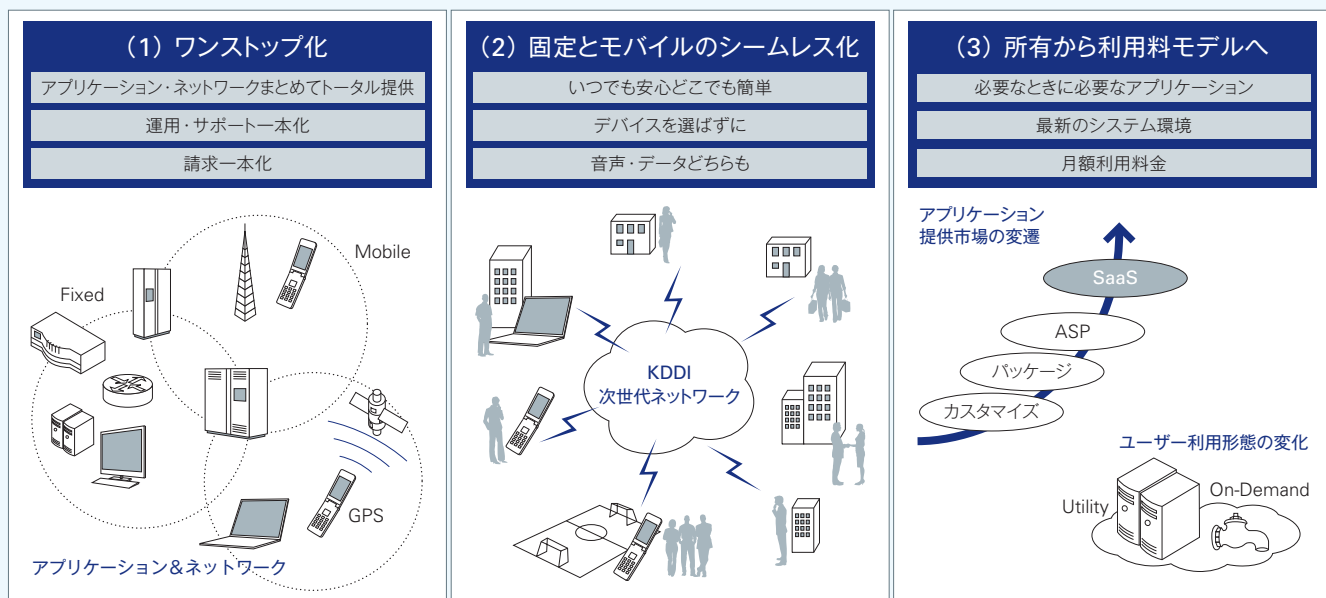 （1）ワンストップ化
アプリケーション・ネットワークまとめてトータル提供
運用・サポート一本化
請求一本化
Mobile
Fixed
GPS
アプリケーション＆ネットワーク
（2）固定とモバイルのシームレス化
いつでも安心どこでも簡単
デバイスを選ばずに
音声・データどちらも
KDDI
次世代ネットワーク
（3）所有から利用料モデルへ
必要なときに必要なアプリケーション
最新のシステム環境
月額利用料金
アプリケーション
提供市場の変遷
SaaS
ASP
パッケージ
カスタマイズ
ユーザー利用形態の変化
On-Demand
Utility